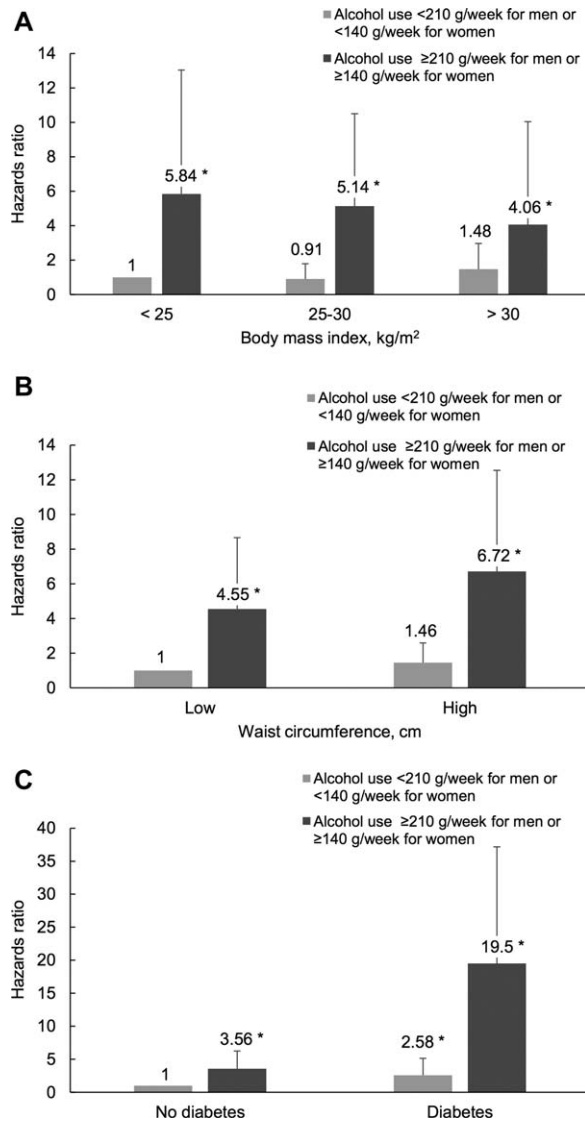 A
Alcohol use <210 g/week for men or
<140 g/week for women
Alcohol use ≥210 g/week for men or
≥140 g/week for women
Hazards ratio
14
12
10
8
6
4
2
0
1
5.84 *
0.91
5.14 *
1.48
4.06 *
< 25
25-30
> 30
Body mass index, kg/m²
B
Alcohol use <210 g/week for men or
<140 g/week for women
Alcohol use ≥210 g/week for men or
≥140 g/week for women
Hazards ratio
14
12
10
8
6
4
2
0
1
4.55 *
1.46
6.72 *
Low
High
Waist circumference, cm
C
Alcohol use <210 g/week for men or
<140 g/week for women
Alcohol use ≥210 g/week for men or
≥140 g/week for women
Hazards ratio
40
35
30
25
20
15
10
5
0
1
3.56 *
2.58 *
19.5 *
No diabetes
Diabetes